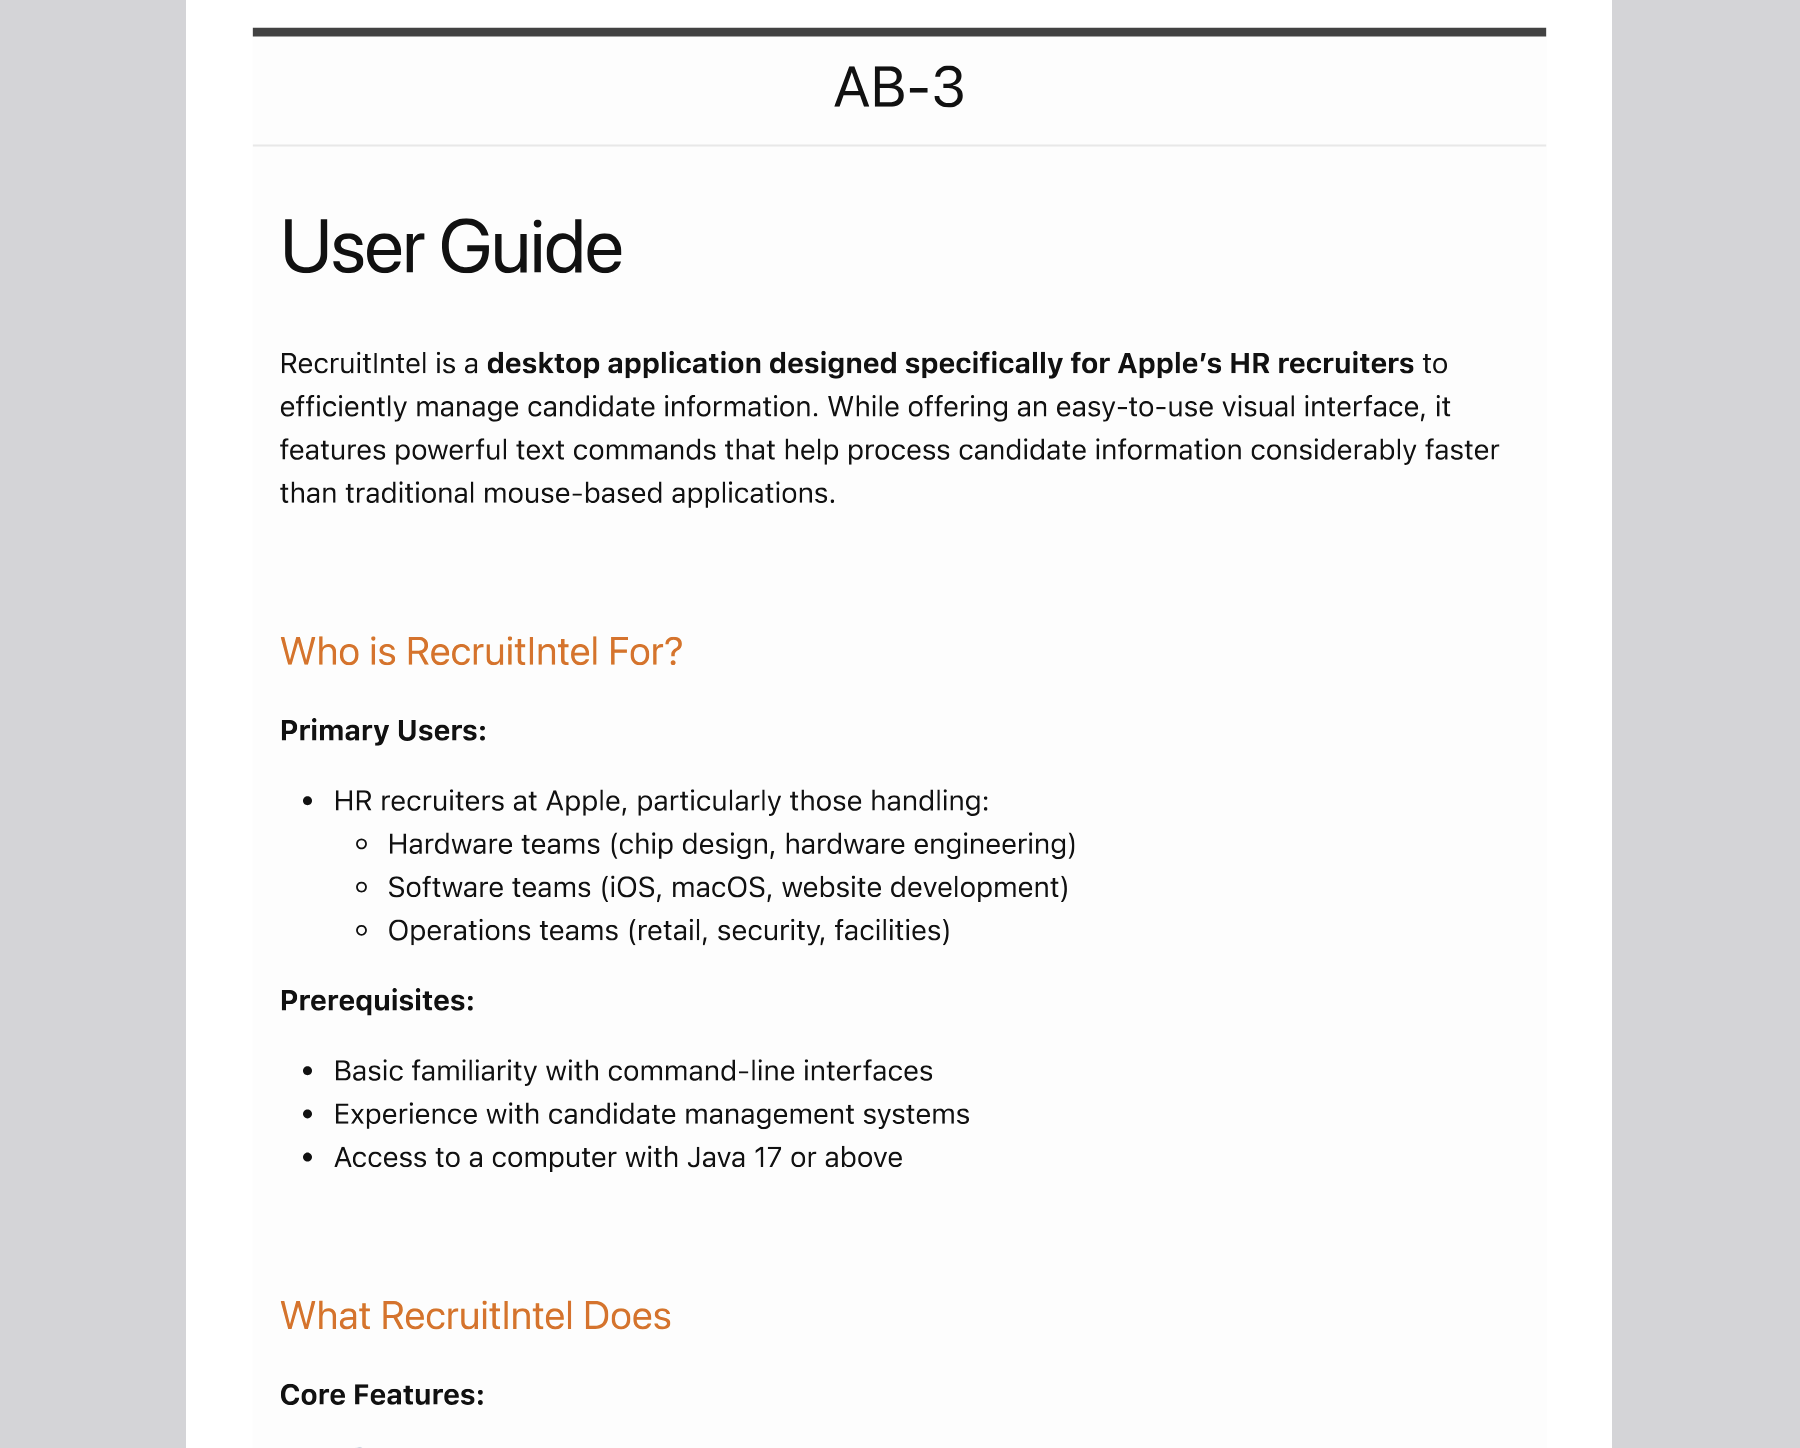 AB-3
User Guide
RecruitIntel is a desktop application designed specifically for Apple’s HR recruiters to
efficiently manage candidate information. While offering an easy-to-use visual interface, it
features powerful text commands that help process candidate information considerably faster
than traditional mouse-based applications.
Who is RecruitIntel For?
Primary Users:
• HR recruiters at Apple, particularly those handling:
◦ Hardware teams (chip design, hardware engineering)
◦ Software teams (iOS, macOS, website development)
◦ Operations teams (retail, security, facilities)
Prerequisites:
• Basic familiarity with command-line interfaces
• Experience with candidate management systems
• Access to a computer with Java 17 or above
What RecruitIntel Does
Core Features: